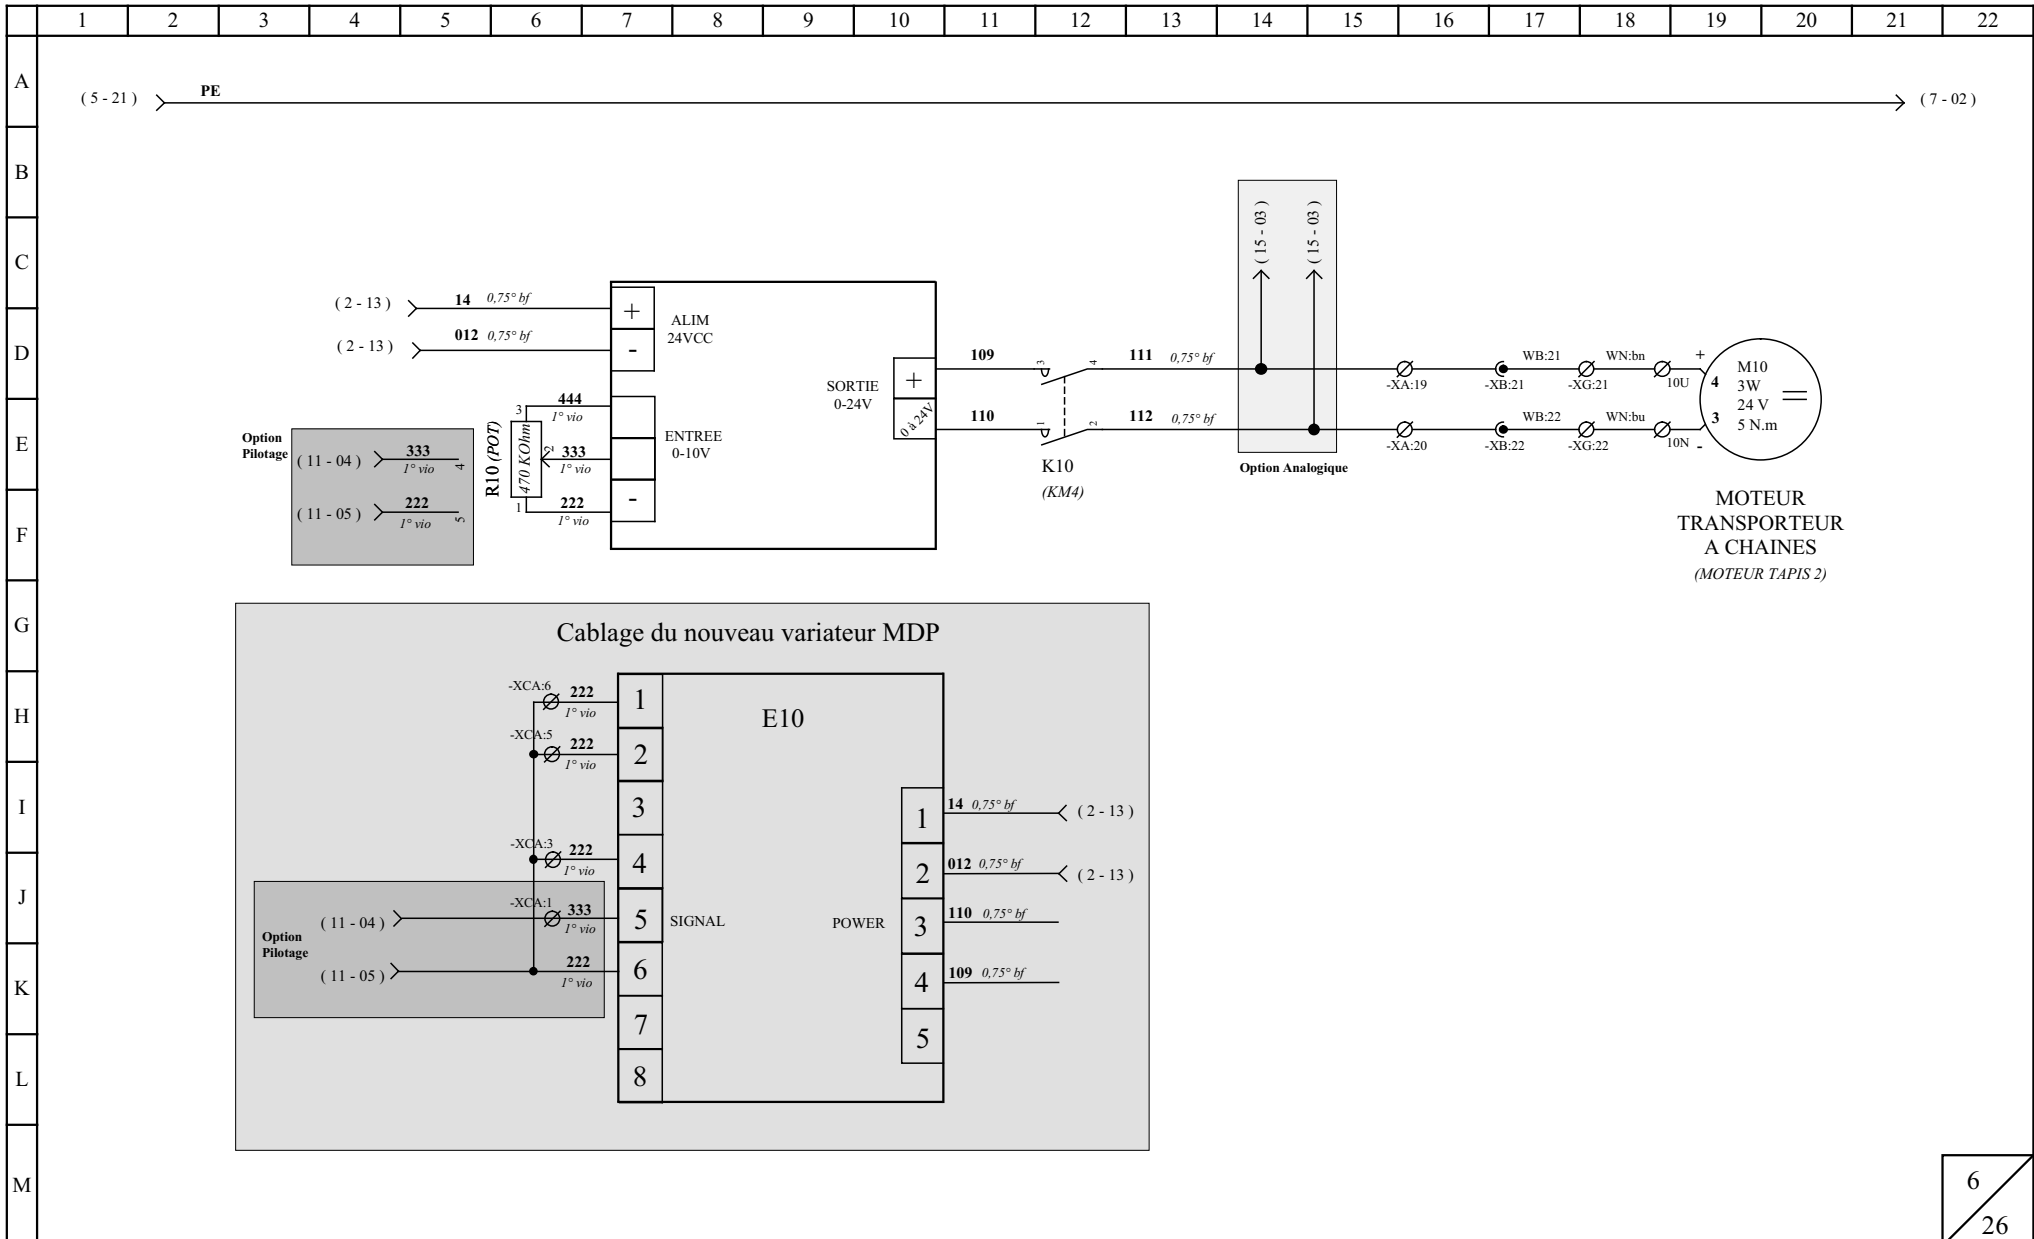 1 2 3 4 5 6 7 8 9 10 11 12 13 14 15 16 17 18 19 20 21 22
A
( 5 - 21 ) PE ( 7 - 02 )
B
C
( 15 - 03 ) ( 15 - 03 )
( 2 - 13 ) 14 0,75° bf +
ALIM
24VCC
D
( 2 - 13 ) 012 0,75° bf -
SORTIE
0-24V
+
0 à 24V
109 3 4 111 0,75° bf
-XA:19 -XB:21 WB:21 -XG:21 WN:bn 10U + 4
110 1 2 112 0,75° bf
-XA:20 -XB:22 WB:22 -XG:22 WN:bu 10N - 3
M10
3W
24 V
5 N.m
E
Option
Pilotage
( 11 - 04 ) 333 4
1° vio
( 11 - 05 ) 222 5
1° vio
R10 (POT)
470 KOhm
3 444
1° vio
2 333
1° vio
1 222
1° vio
ENTREE
0-10V
-
K10
(KM4)
Option Analogique
F
MOTEUR
TRANSPORTEUR
A CHAINES
(MOTEUR TAPIS 2)
G
Cablage du nouveau variateur MDP
H
-XCA:6 222 1
1° vio
E10
-XCA:5 222 2
1° vio
I
3
1 14 0,75° bf ( 2 - 13 )
-XCA:3 222 4
1° vio
2 012 0,75° bf ( 2 - 13 )
J
-XCA:1 333
( 11 - 04 ) 5 SIGNAL
1° vio
POWER 3 110 0,75° bf
Option
Pilotage
( 11 - 05 ) 222 6
1° vio
4 109 0,75° bf
K
7
5
L
8
M
6
26